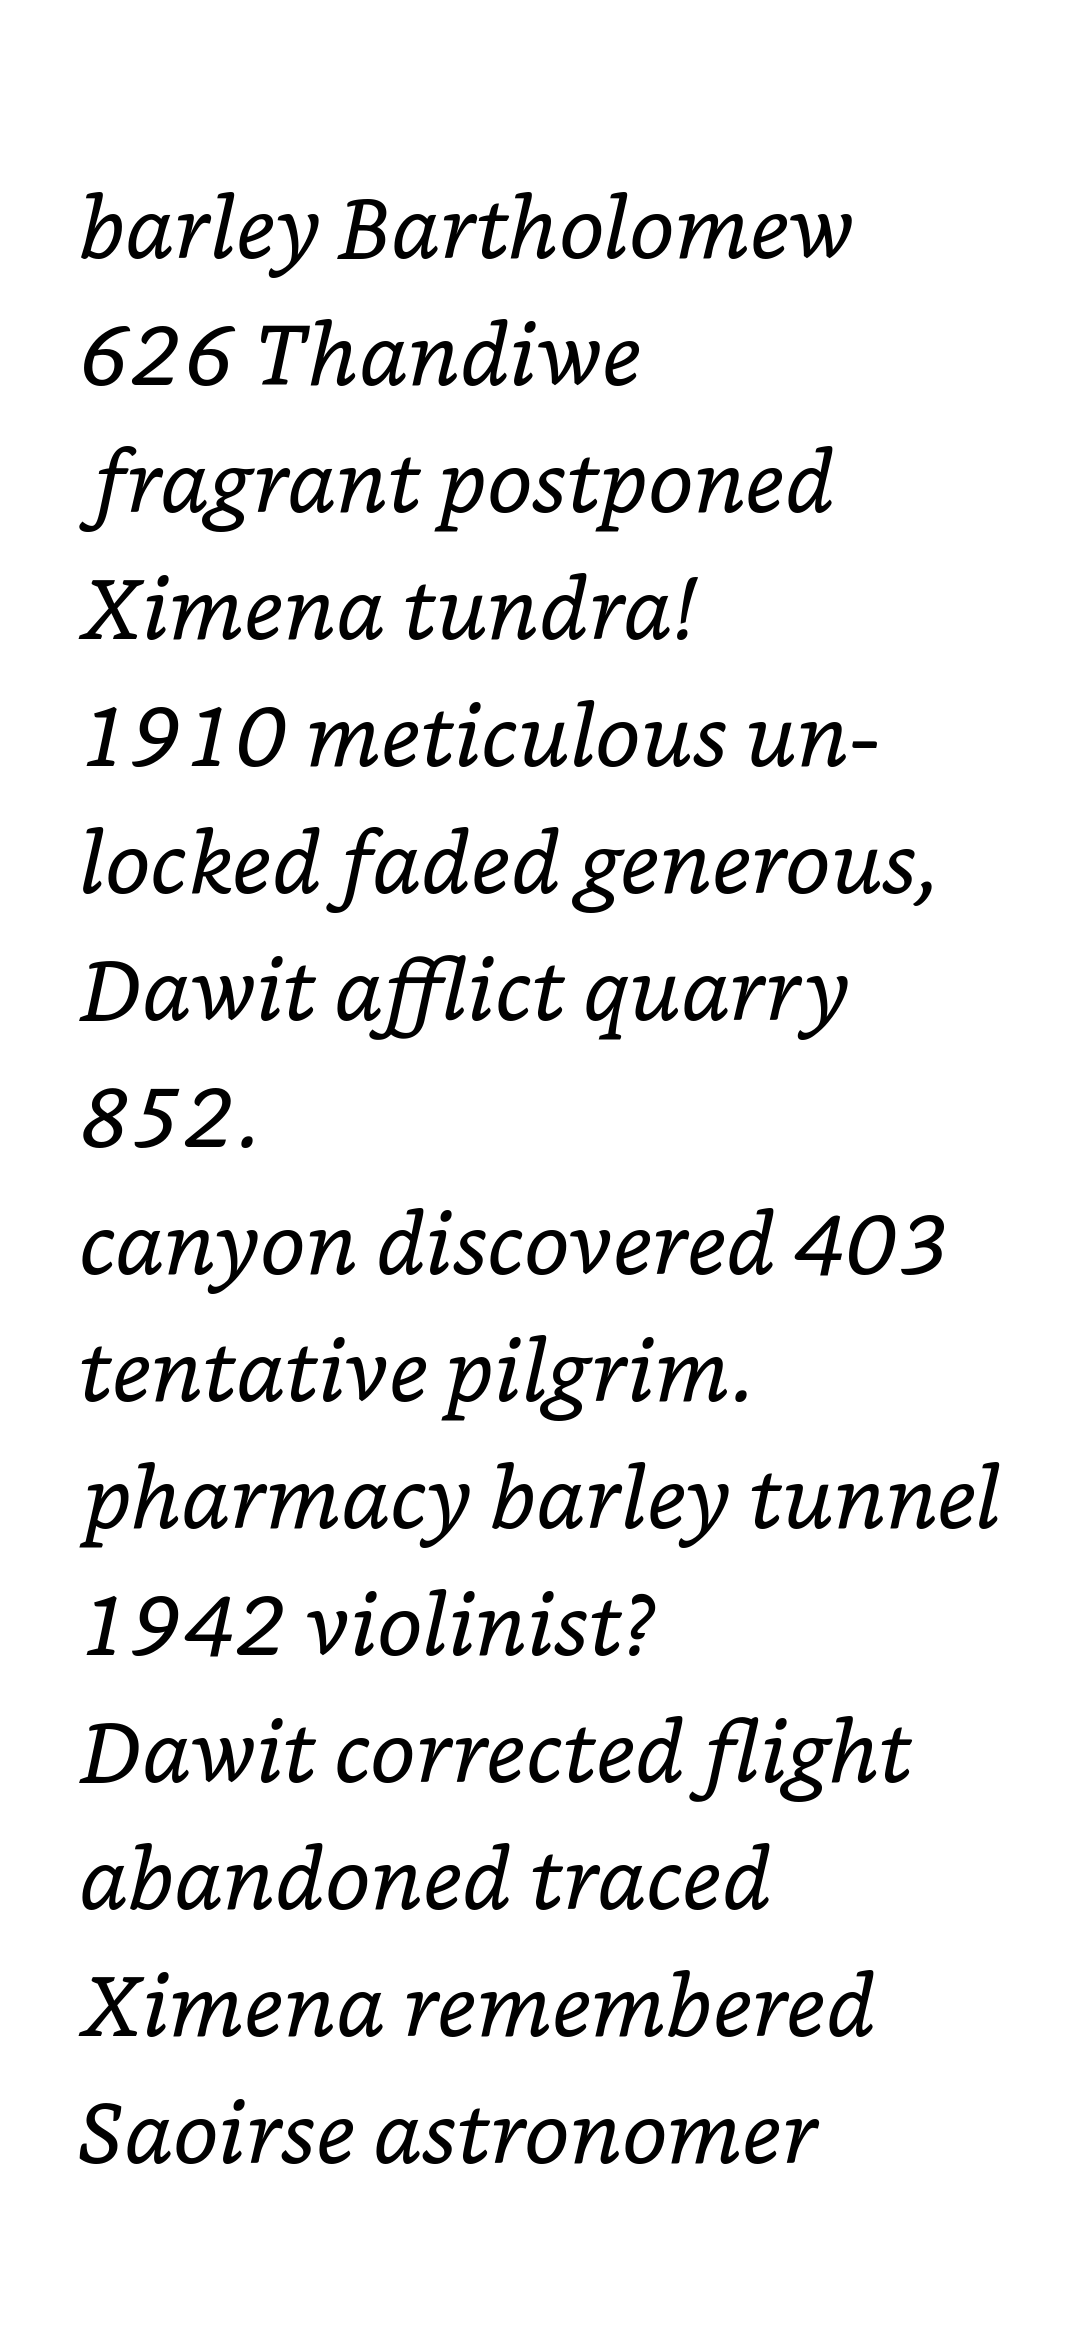 barley Bartholomew
626 Thandiwe
fragrant postponed
Ximena tundra!
1910 meticulous un-
locked faded generous,
Dawit afflict quarry
852.
canyon discovered 403
tentative pilgrim.
pharmacy barley tunnel
1942 violinist?
Dawit corrected flight
abandoned traced
Ximena remembered
Saoirse astronomer